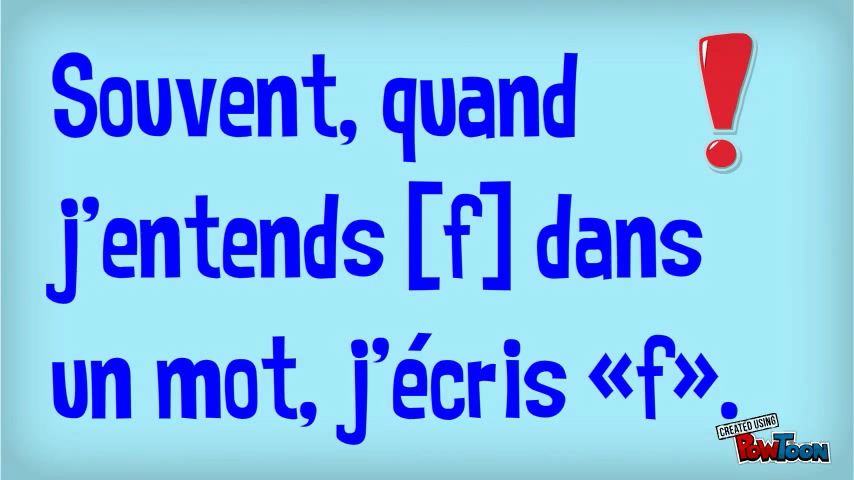 Souvent, quand
j'entends [f] dans
un mot, j'écris «f».
CREATED USING
POWTOON